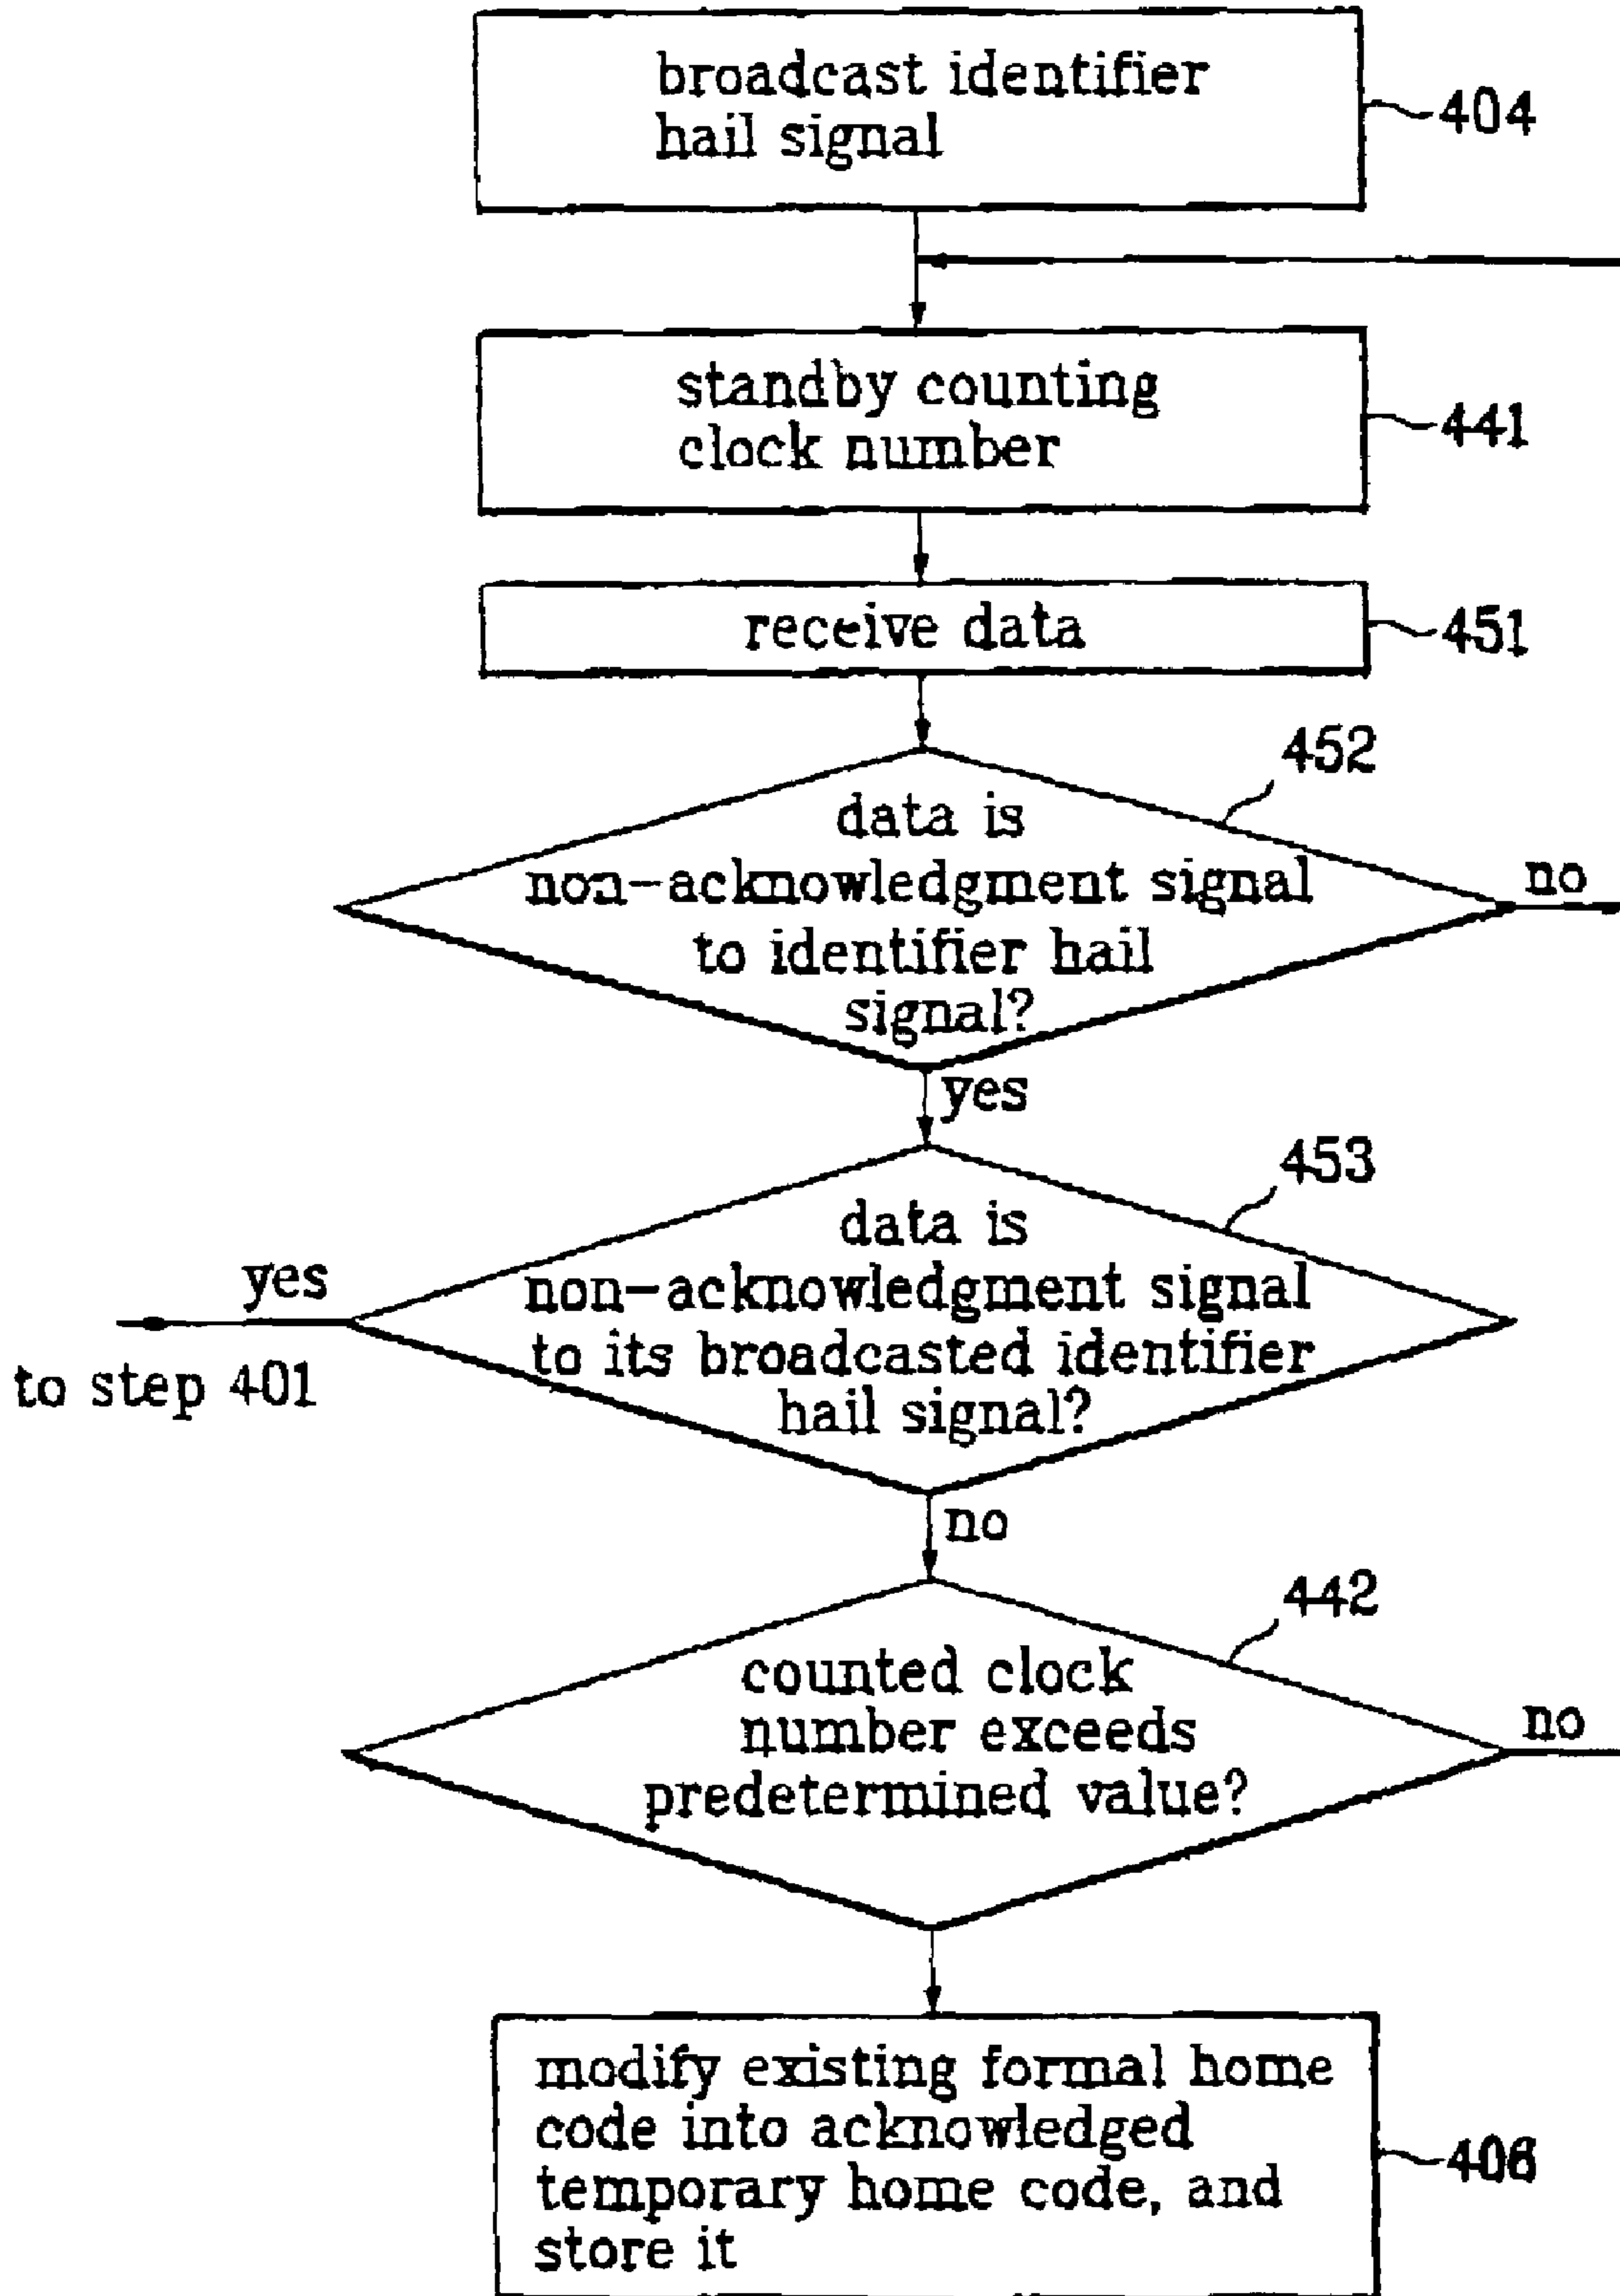 broadcast identifier
hail signal
404
standby counting
clock number
441
receive data
451
452
data is
non-acknowledgment signal
to identifier hail
signal?
no
yes
453
data is
non-acknowledgment signal
to its broadcasted identifier
hail signal?
yes
to step 401
no
442
counted clock
number exceeds
predetermined value?
no
modify existing formal home
code into acknowledged
temporary home code, and
store it
406